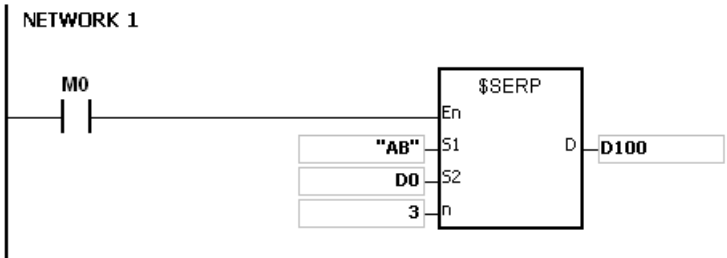 NETWORK 1
M0
$SERP
En
"AB" S1 D D100
D0 S2
3 n